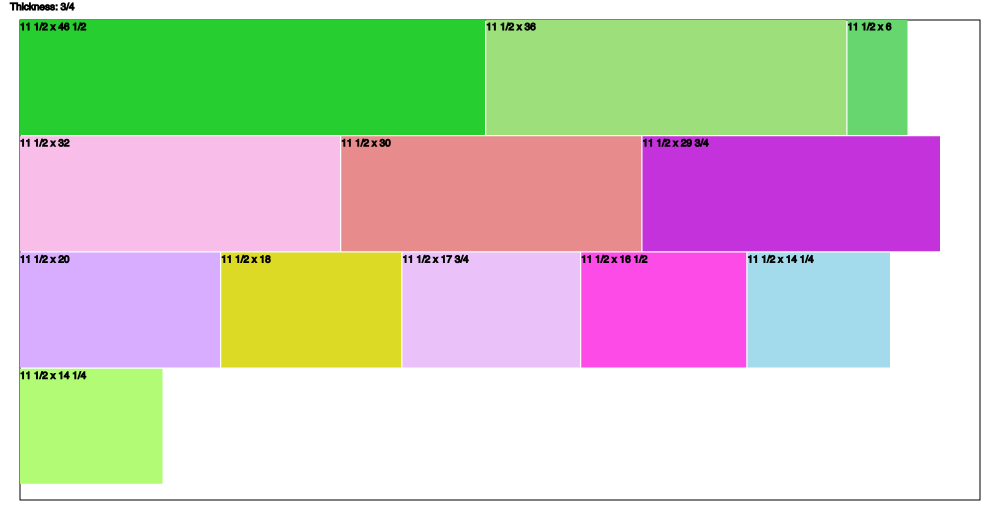 Thickness: 3/4
11 1/2 x 46 1/2
11 1/2 x 36
11 1/2 x 6
11 1/2 x 32
11 1/2 x 30
11 1/2 x 29 3/4
11 1/2 x 20
11 1/2 x 18
11 1/2 x 17 3/4
11 1/2 x 16 1/2
11 1/2 x 14 1/4
11 1/2 x 14 1/4